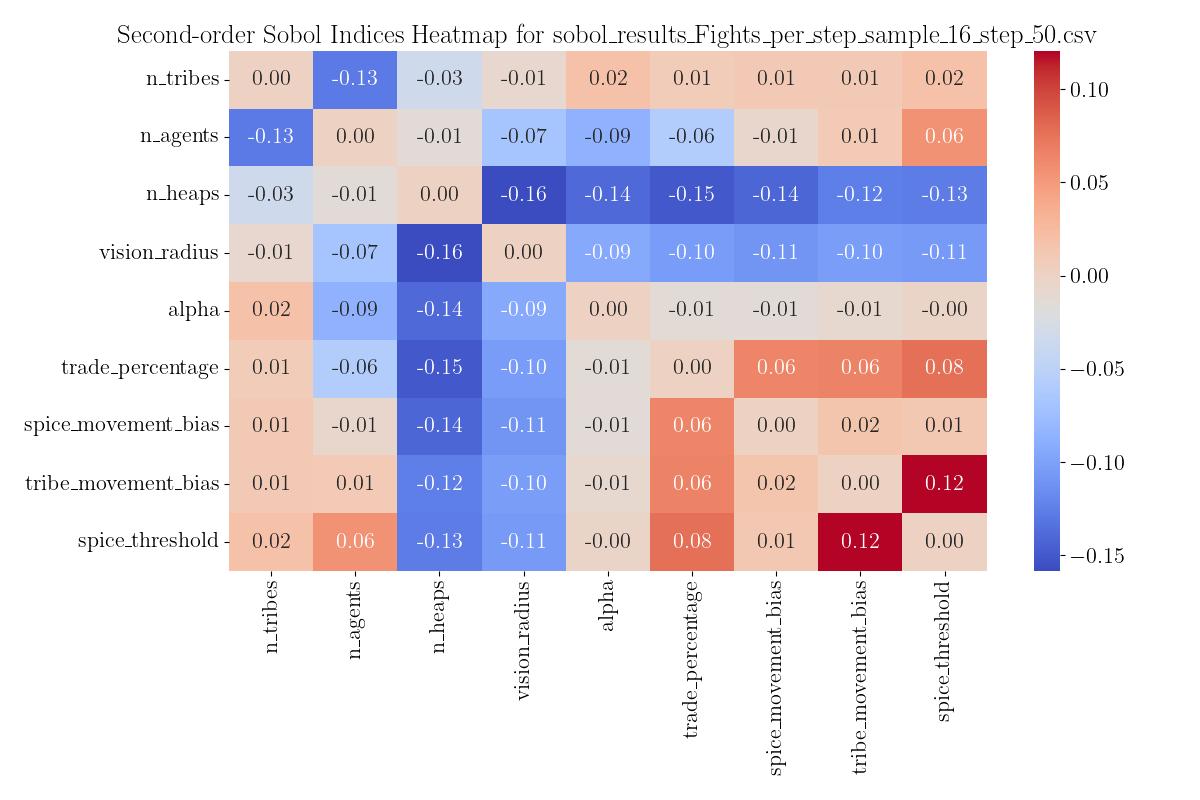 Second-order Sobol Indices Heatmap for sobol_results_Fights_per_step_sample_16_step_50.csv
n_tribes 0.00 -0.13 -0.03 -0.01 0.02 0.01 0.01 0.01 0.02
n_agents -0.13 0.00 -0.01 -0.07 -0.09 -0.06 -0.01 0.01 0.06
n_heaps -0.03 -0.01 0.00 -0.16 -0.14 -0.15 -0.14 -0.12 -0.13
vision_radius -0.01 -0.07 -0.16 0.00 -0.09 -0.10 -0.11 -0.10 -0.11
alpha 0.02 -0.09 -0.14 -0.09 0.00 -0.01 -0.01 -0.01 -0.00
trade_percentage 0.01 -0.06 -0.15 -0.10 -0.01 0.00 0.06 0.06 0.08
spice_movement_bias 0.01 -0.01 -0.14 -0.11 -0.01 0.06 0.00 0.02 0.01
tribe_movement_bias 0.01 0.01 -0.12 -0.10 -0.01 0.06 0.02 0.00 0.12
spice_threshold 0.02 0.06 -0.13 -0.11 -0.00 0.08 0.01 0.12 0.00
n_tribes
n_agents
n_heaps
vision_radius
alpha
trade_percentage
spice_movement_bias
tribe_movement_bias
spice_threshold
0.10
0.05
0.00
−0.05
−0.10
−0.15